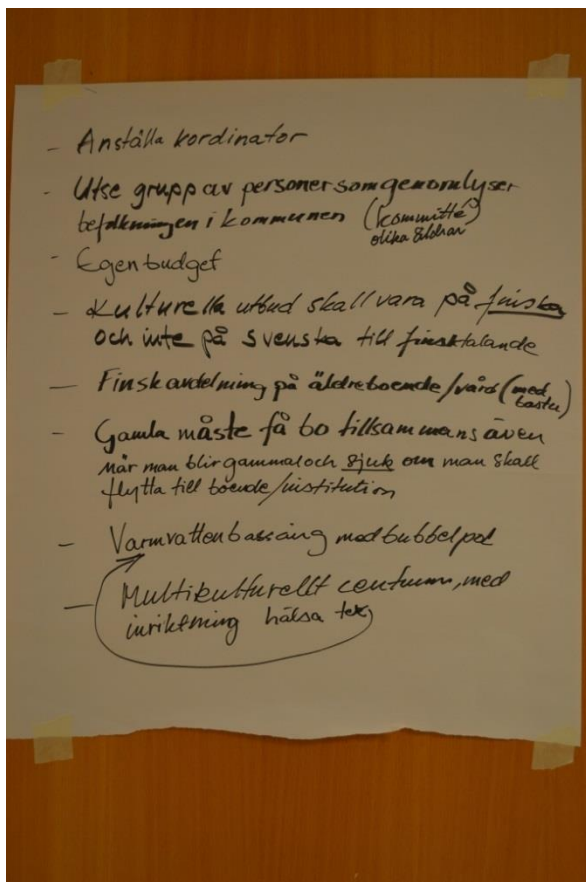 - Anställa kordinator
- Utse grupp av personer som genomlyser
befolkningen i kommunen (kommitté)
olika åldrar
- Egen budget
- Kulturella utbud skall vara på finska
och inte på svenska till finsktalande
- Finsk avdelning på äldreboende/vård (med
bastu)
- Gamla måste få bo tillsammans även
när man blir gammal och sjuk om man skall
flytta till boende/institution
- Varmvattenbassäng med bubbelpool
- Multikulturellt centrum, med
inriktning hälsa tex